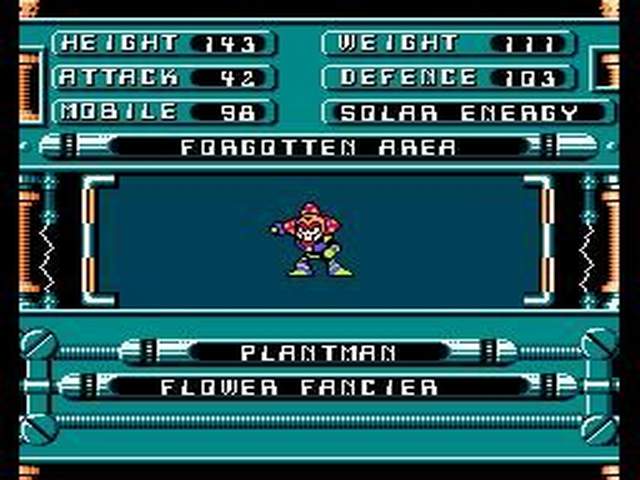 HEIGHT 143 WEIGHT 111
ATTACK 42 DEFENCE 103
MOBILE 98 SOLAR ENERGY
FORGOTTEN AREA
PLANTMAN
FLOWER FANCIER